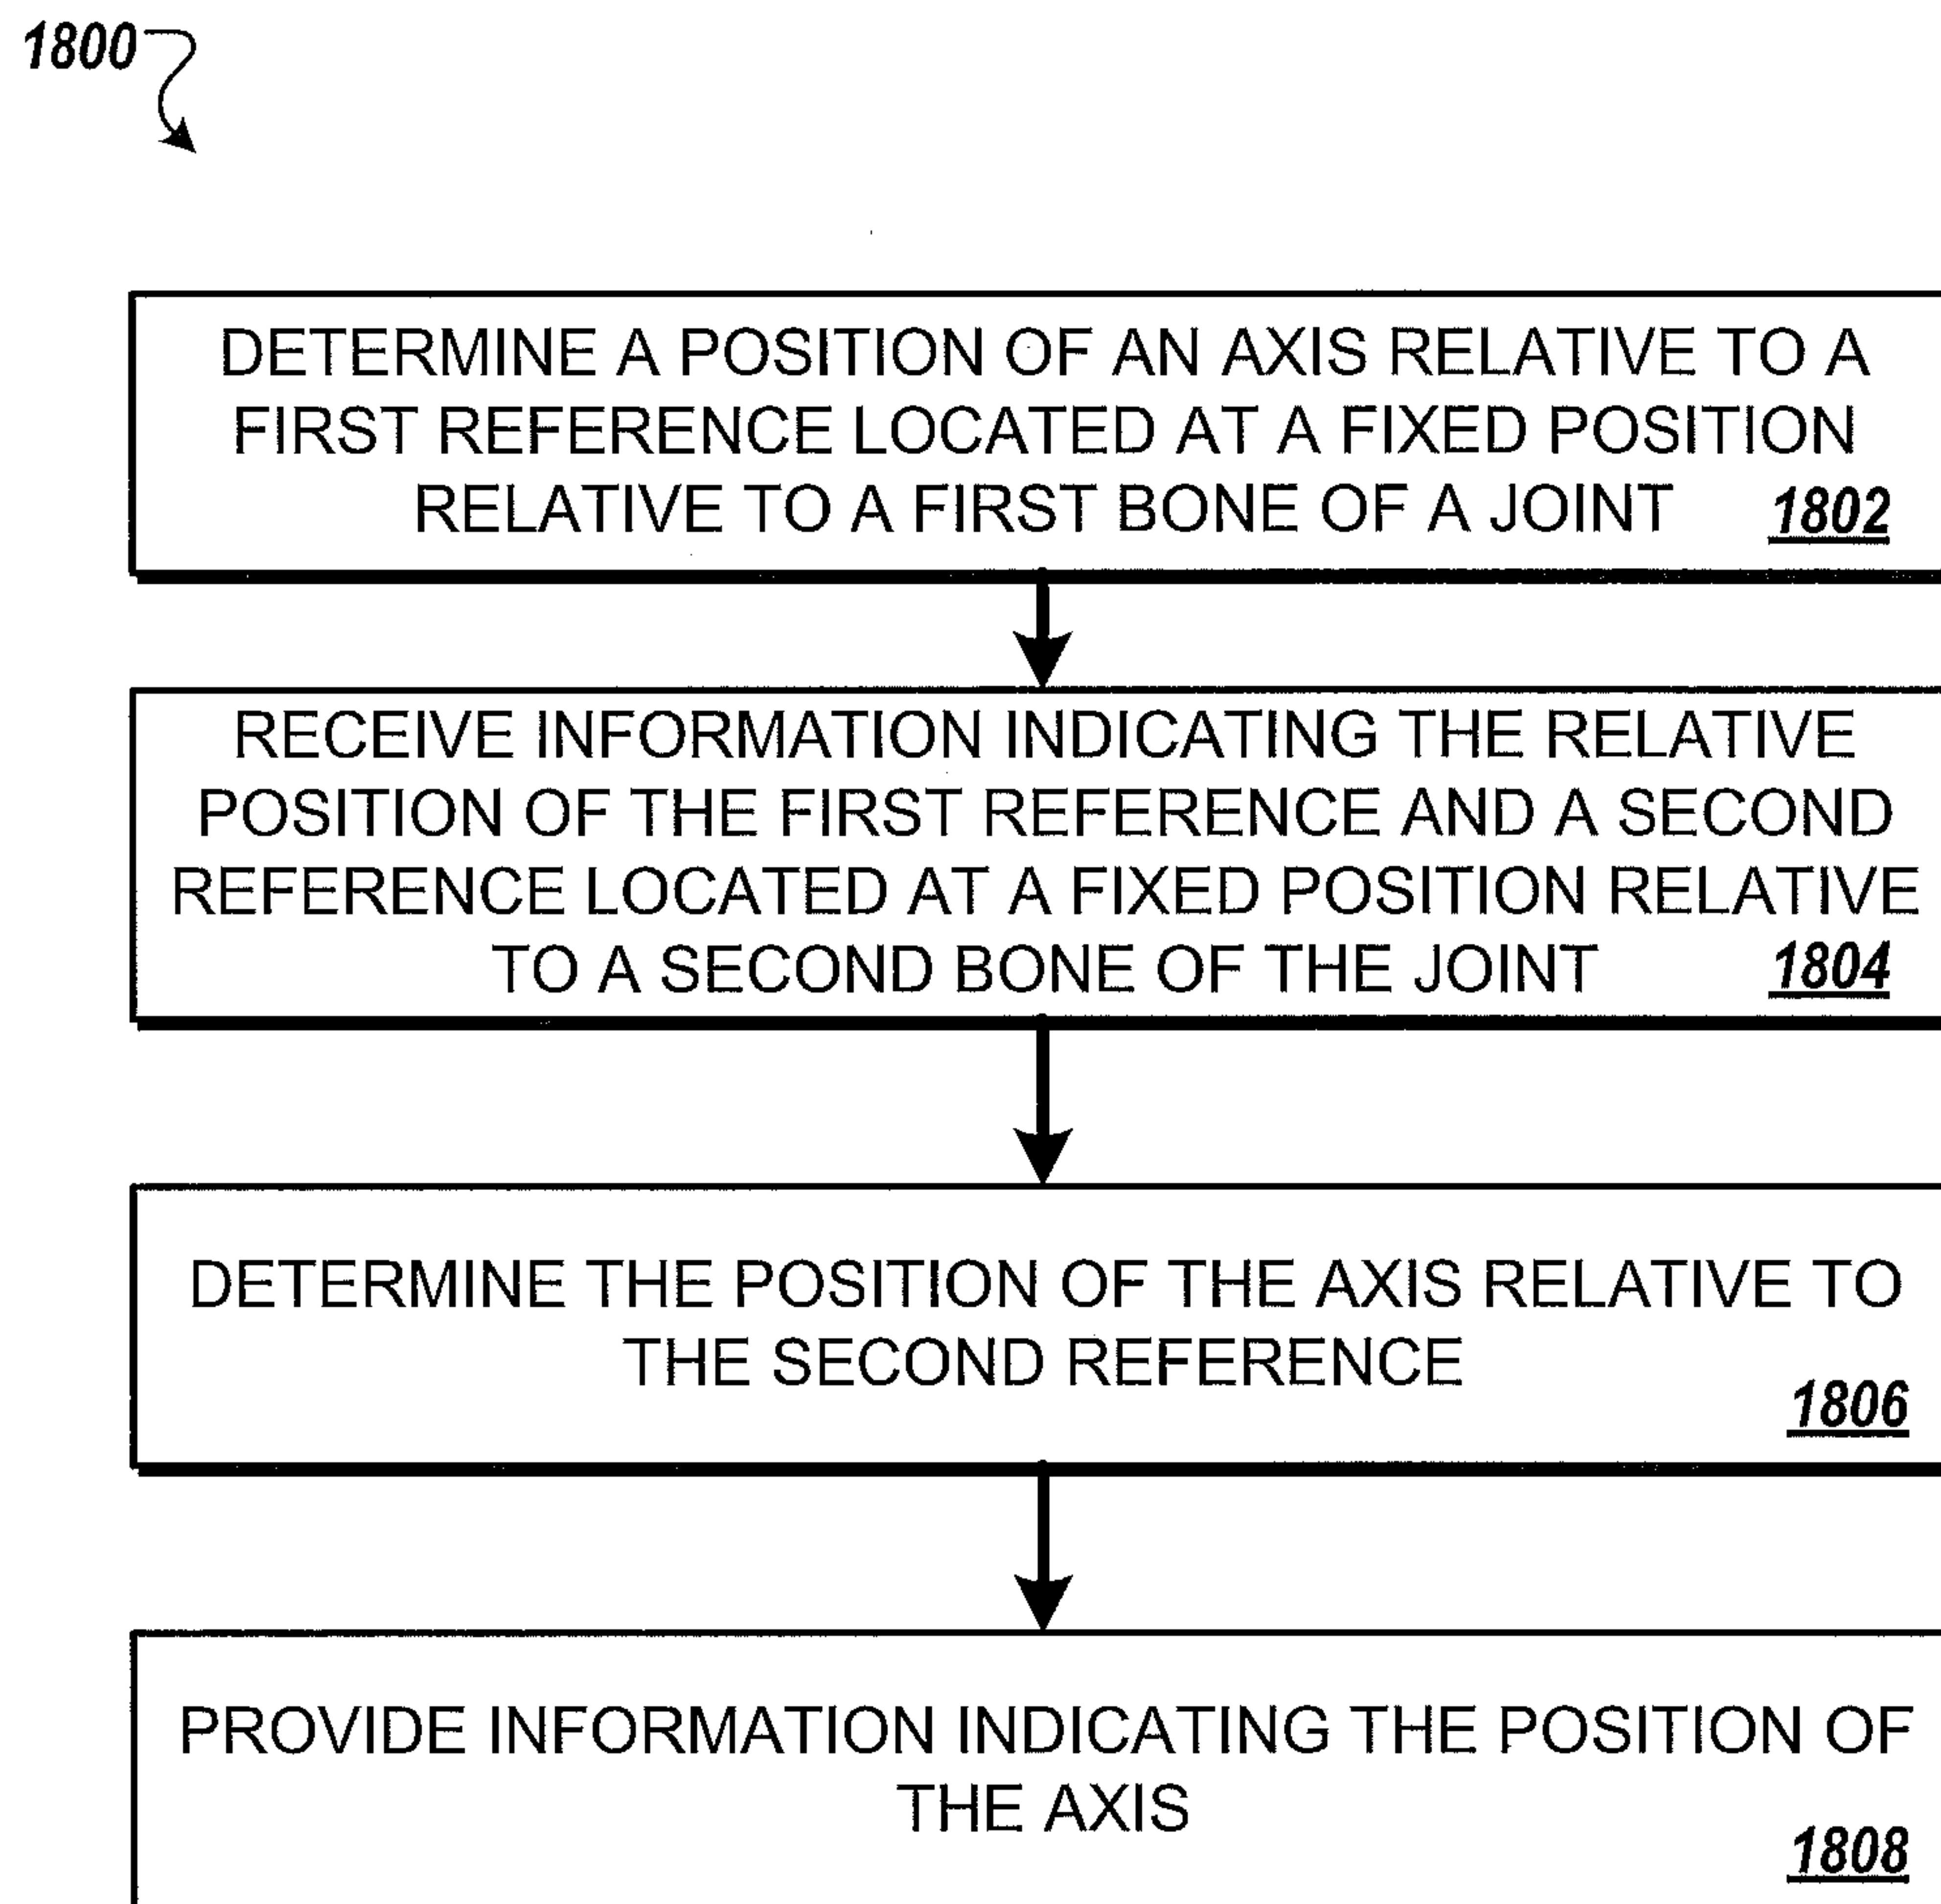 1800
DETERMINE A POSITION OF AN AXIS RELATIVE TO A
FIRST REFERENCE LOCATED AT A FIXED POSITION
RELATIVE TO A FIRST BONE OF A JOINT 1802
RECEIVE INFORMATION INDICATING THE RELATIVE
POSITION OF THE FIRST REFERENCE AND A SECOND
REFERENCE LOCATED AT A FIXED POSITION RELATIVE
TO A SECOND BONE OF THE JOINT 1804
DETERMINE THE POSITION OF THE AXIS RELATIVE TO
THE SECOND REFERENCE
1806
PROVIDE INFORMATION INDICATING THE POSITION OF
THE AXIS
1808